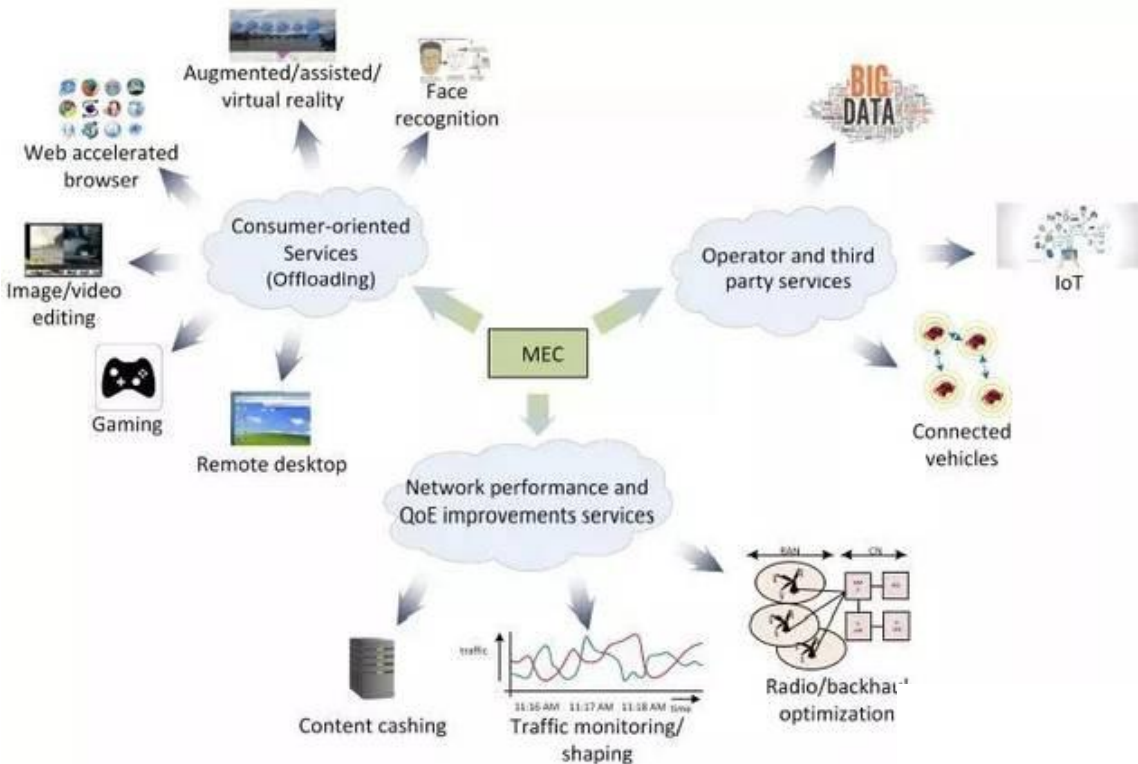 Augmented/assisted/
virtual reality
Face
recognition
Web accelerated
browser
BIG
DATA
Consumer-oriented
Services
(Offloading)
Operator and third
party services
IoT
Image/video
editing
MEC
Gaming
Remote desktop
Connected
vehicles
Network performance and
QoE improvements services
RAN
CN
traffic
11:16 AM 11:17 AM 11:18 AM time
Content cashing
Traffic monitoring/
shaping
optimization